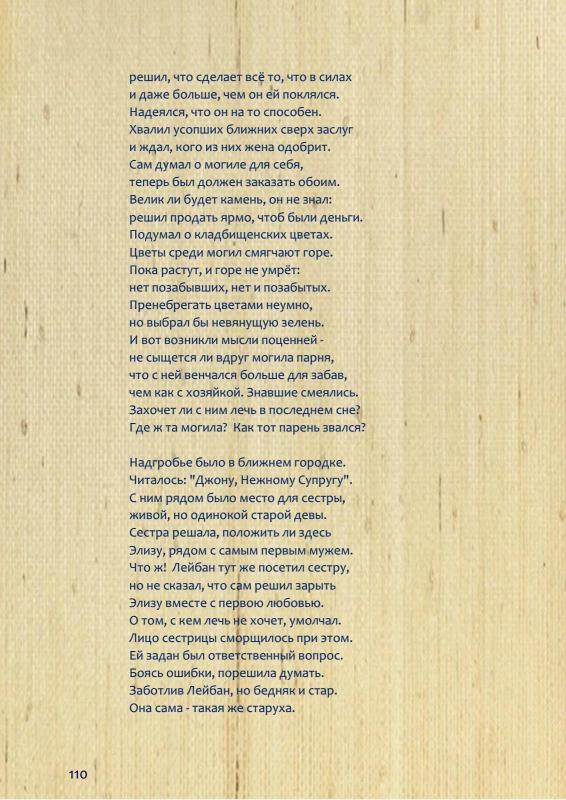 решил, что сделает всё то, что в силах
и даже больше, чем он ей поклялся.
Надеялся, что он на то способен.
Хвалил усопших ближних сверх заслуг
и ждал, кого из них жена одобрит.
Сам думал о могиле для себя,
теперь был должен заказать обоим.
Велик ли будет камень, он не знал:
решил продать ярмо, чтоб были деньги.
Подумал о кладбищенских цветах.
Цветы среди могил смягчают горе.
Пока растут, и горе не умрёт:
нет позабывших, нет и позабытых.
Пренебрегать цветами неумно,
но выбрал бы невянущую зелень.
И вот возникли мысли поценней -
не сыщется ли вдруг могила парня,
что с ней венчался больше для забав,
чем как с хозяйкой. Знавшие смеялись.
Захочет ли с ним лечь в последнем сне?
Где ж та могила?  Как тот парень звался?

Надгробье было в ближнем городке.
Читалось: "Джону, Нежному Супругу".
С ним рядом было место для сестры,
живой, но одинокой старой девы.
Сестра решала, положить ли здесь
Элизу, рядом с самым первым мужем.
Что ж!  Лейбан тут же посетил сестру,
но не сказал, что сам решил зарыть
Элизу вместе с первою любовью.
О том, с кем лечь не хочет, умолчал.
Лицо сестрицы сморщилось при этом.
Ей задан был ответственный вопрос.
Боясь ошибки, порешила думать.
Заботлив Лейбан, но бедняк и стар.
Она сама - такая же старуха.
110